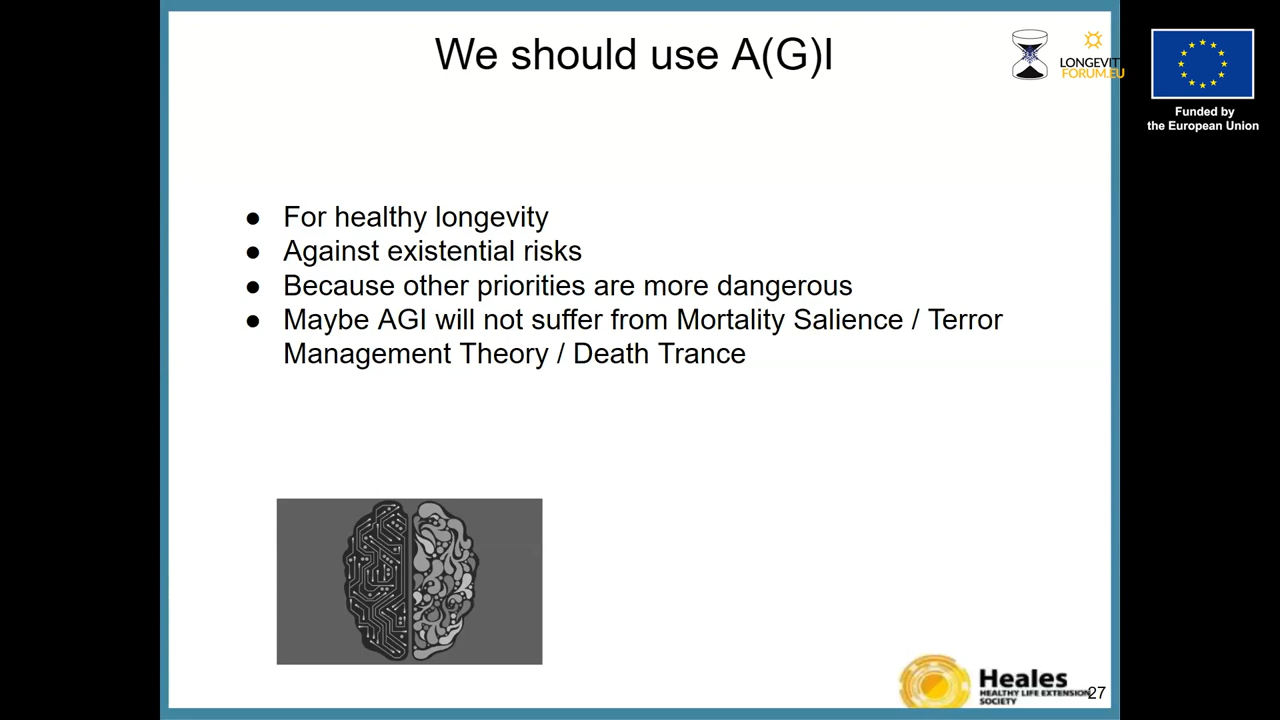 We should use A(G)I
LONGEVIT
FORUM.EU
Funded by
the European Union
● For healthy longevity
● Against existential risks
● Because other priorities are more dangerous
● Maybe AGI will not suffer from Mortality Salience / Terror
Management Theory / Death Trance
Heales
HEALTHY LIFE EXTENSION
SOCIETY
27